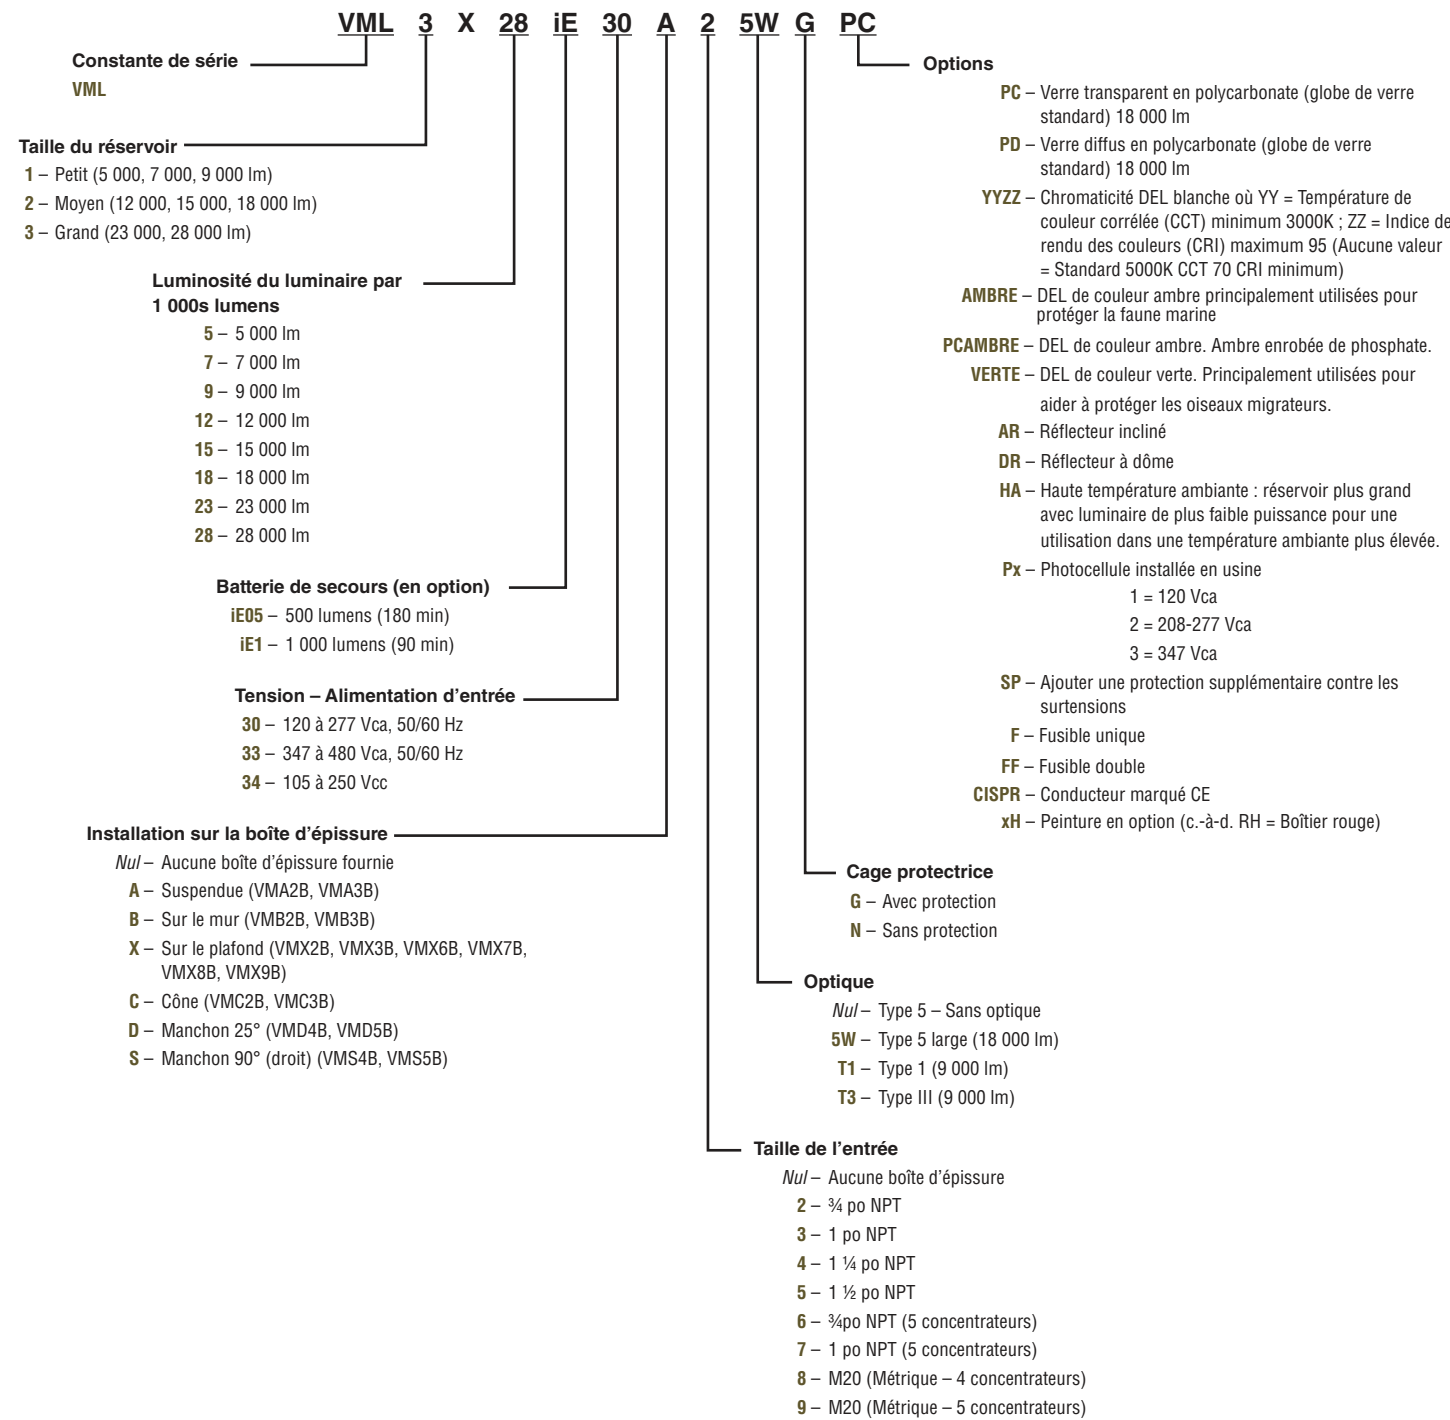 VML 3 X 28 iE 30 A 2 5W G PC
Constante de série
VML
Taille du réservoir
1 – Petit (5 000, 7 000, 9 000 lm)
2 – Moyen (12 000, 15 000, 18 000 lm)
3 – Grand (23 000, 28 000 lm)
Luminosité du luminaire par
1 000s lumens
5 – 5 000 lm
7 – 7 000 lm
9 – 9 000 lm
12 – 12 000 lm
15 – 15 000 lm
18 – 18 000 lm
23 – 23 000 lm
28 – 28 000 lm
Batterie de secours (en option)
iE05 – 500 lumens (180 min)
iE1 – 1 000 lumens (90 min)
Tension – Alimentation d'entrée
30 – 120 à 277 Vca, 50/60 Hz
33 – 347 à 480 Vca, 50/60 Hz
34 – 105 à 250 Vcc
Installation sur la boîte d'épissure
Nul – Aucune boîte d'épissure fournie
A – Suspendue (VMA2B, VMA3B)
B – Sur le mur (VMB2B, VMB3B)
X – Sur le plafond (VMX2B, VMX3B, VMX6B, VMX7B,
VMX8B, VMX9B)
C – Cône (VMC2B, VMC3B)
D – Manchon 25° (VMD4B, VMD5B)
S – Manchon 90° (droit) (VMS4B, VMS5B)
Options
PC – Verre transparent en polycarbonate (globe de verre
standard) 18 000 lm
PD – Verre diffus en polycarbonate (globe de verre
standard) 18 000 lm
YYZZ – Chromaticité DEL blanche où YY = Température de
couleur corrélée (CCT) minimum 3000K ; ZZ = Indice de
rendu des couleurs (CRI) maximum 95 (Aucune valeur
= Standard 5000K CCT 70 CRI minimum)
AMBRE – DEL de couleur ambre principalement utilisées pour
protéger la faune marine
PCAMBRE – DEL de couleur ambre. Ambre enrobée de phosphate.
VERTE – DEL de couleur verte. Principalement utilisées pour
aider à protéger les oiseaux migrateurs.
AR – Réflecteur incliné
DR – Réflecteur à dôme
HA – Haute température ambiante : réservoir plus grand
avec luminaire de plus faible puissance pour une
utilisation dans une température ambiante plus élevée.
Px – Photocellule installée en usine
1 = 120 Vca
2 = 208-277 Vca
3 = 347 Vca
SP – Ajouter une protection supplémentaire contre les
surtensions
F – Fusible unique
FF – Fusible double
CISPR – Conducteur marqué CE
xH – Peinture en option (c.-à-d. RH = Boîtier rouge)
Cage protectrice
G – Avec protection
N – Sans protection
Optique
Nul – Type 5 – Sans optique
5W – Type 5 large (18 000 lm)
T1 – Type 1 (9 000 lm)
T3 – Type III (9 000 lm)
Taille de l'entrée
Nul – Aucune boîte d'épissure
2 – ¾ po NPT
3 – 1 po NPT
4 – 1 ¼ po NPT
5 – 1 ½ po NPT
6 – ¾po NPT (5 concentrateurs)
7 – 1 po NPT (5 concentrateurs)
8 – M20 (Métrique – 4 concentrateurs)
9 – M20 (Métrique – 5 concentrateurs)